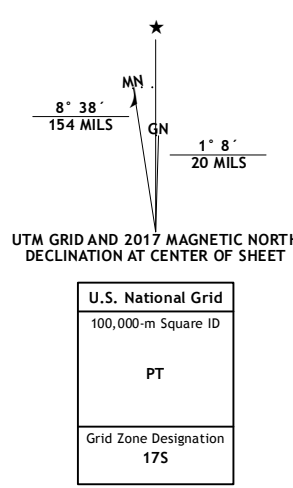 ★
MN
8° 38´
154 MILS
GN
1° 8´
20 MILS
UTM GRID AND 2017 MAGNETIC NORTH
DECLINATION AT CENTER OF SHEET
U.S. National Grid
100,000-m Square ID
PT
Grid Zone Designation
17S